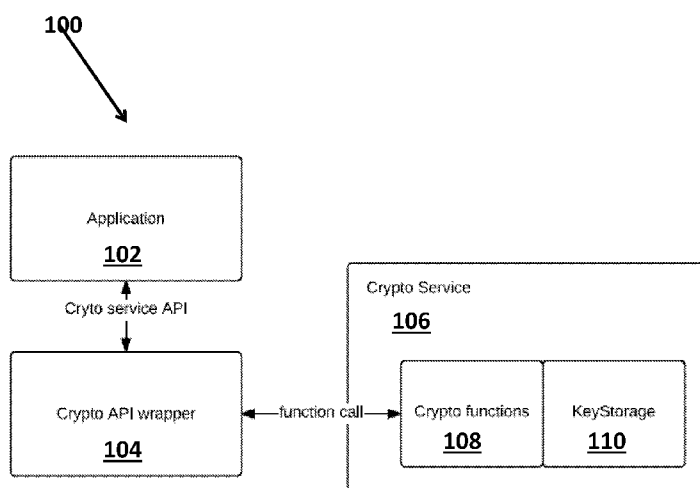 100
Application
102
Cryto service API
Crypto Service
106
Crypto API wrapper
104
function call
Crypto functions
108
KeyStorage
110